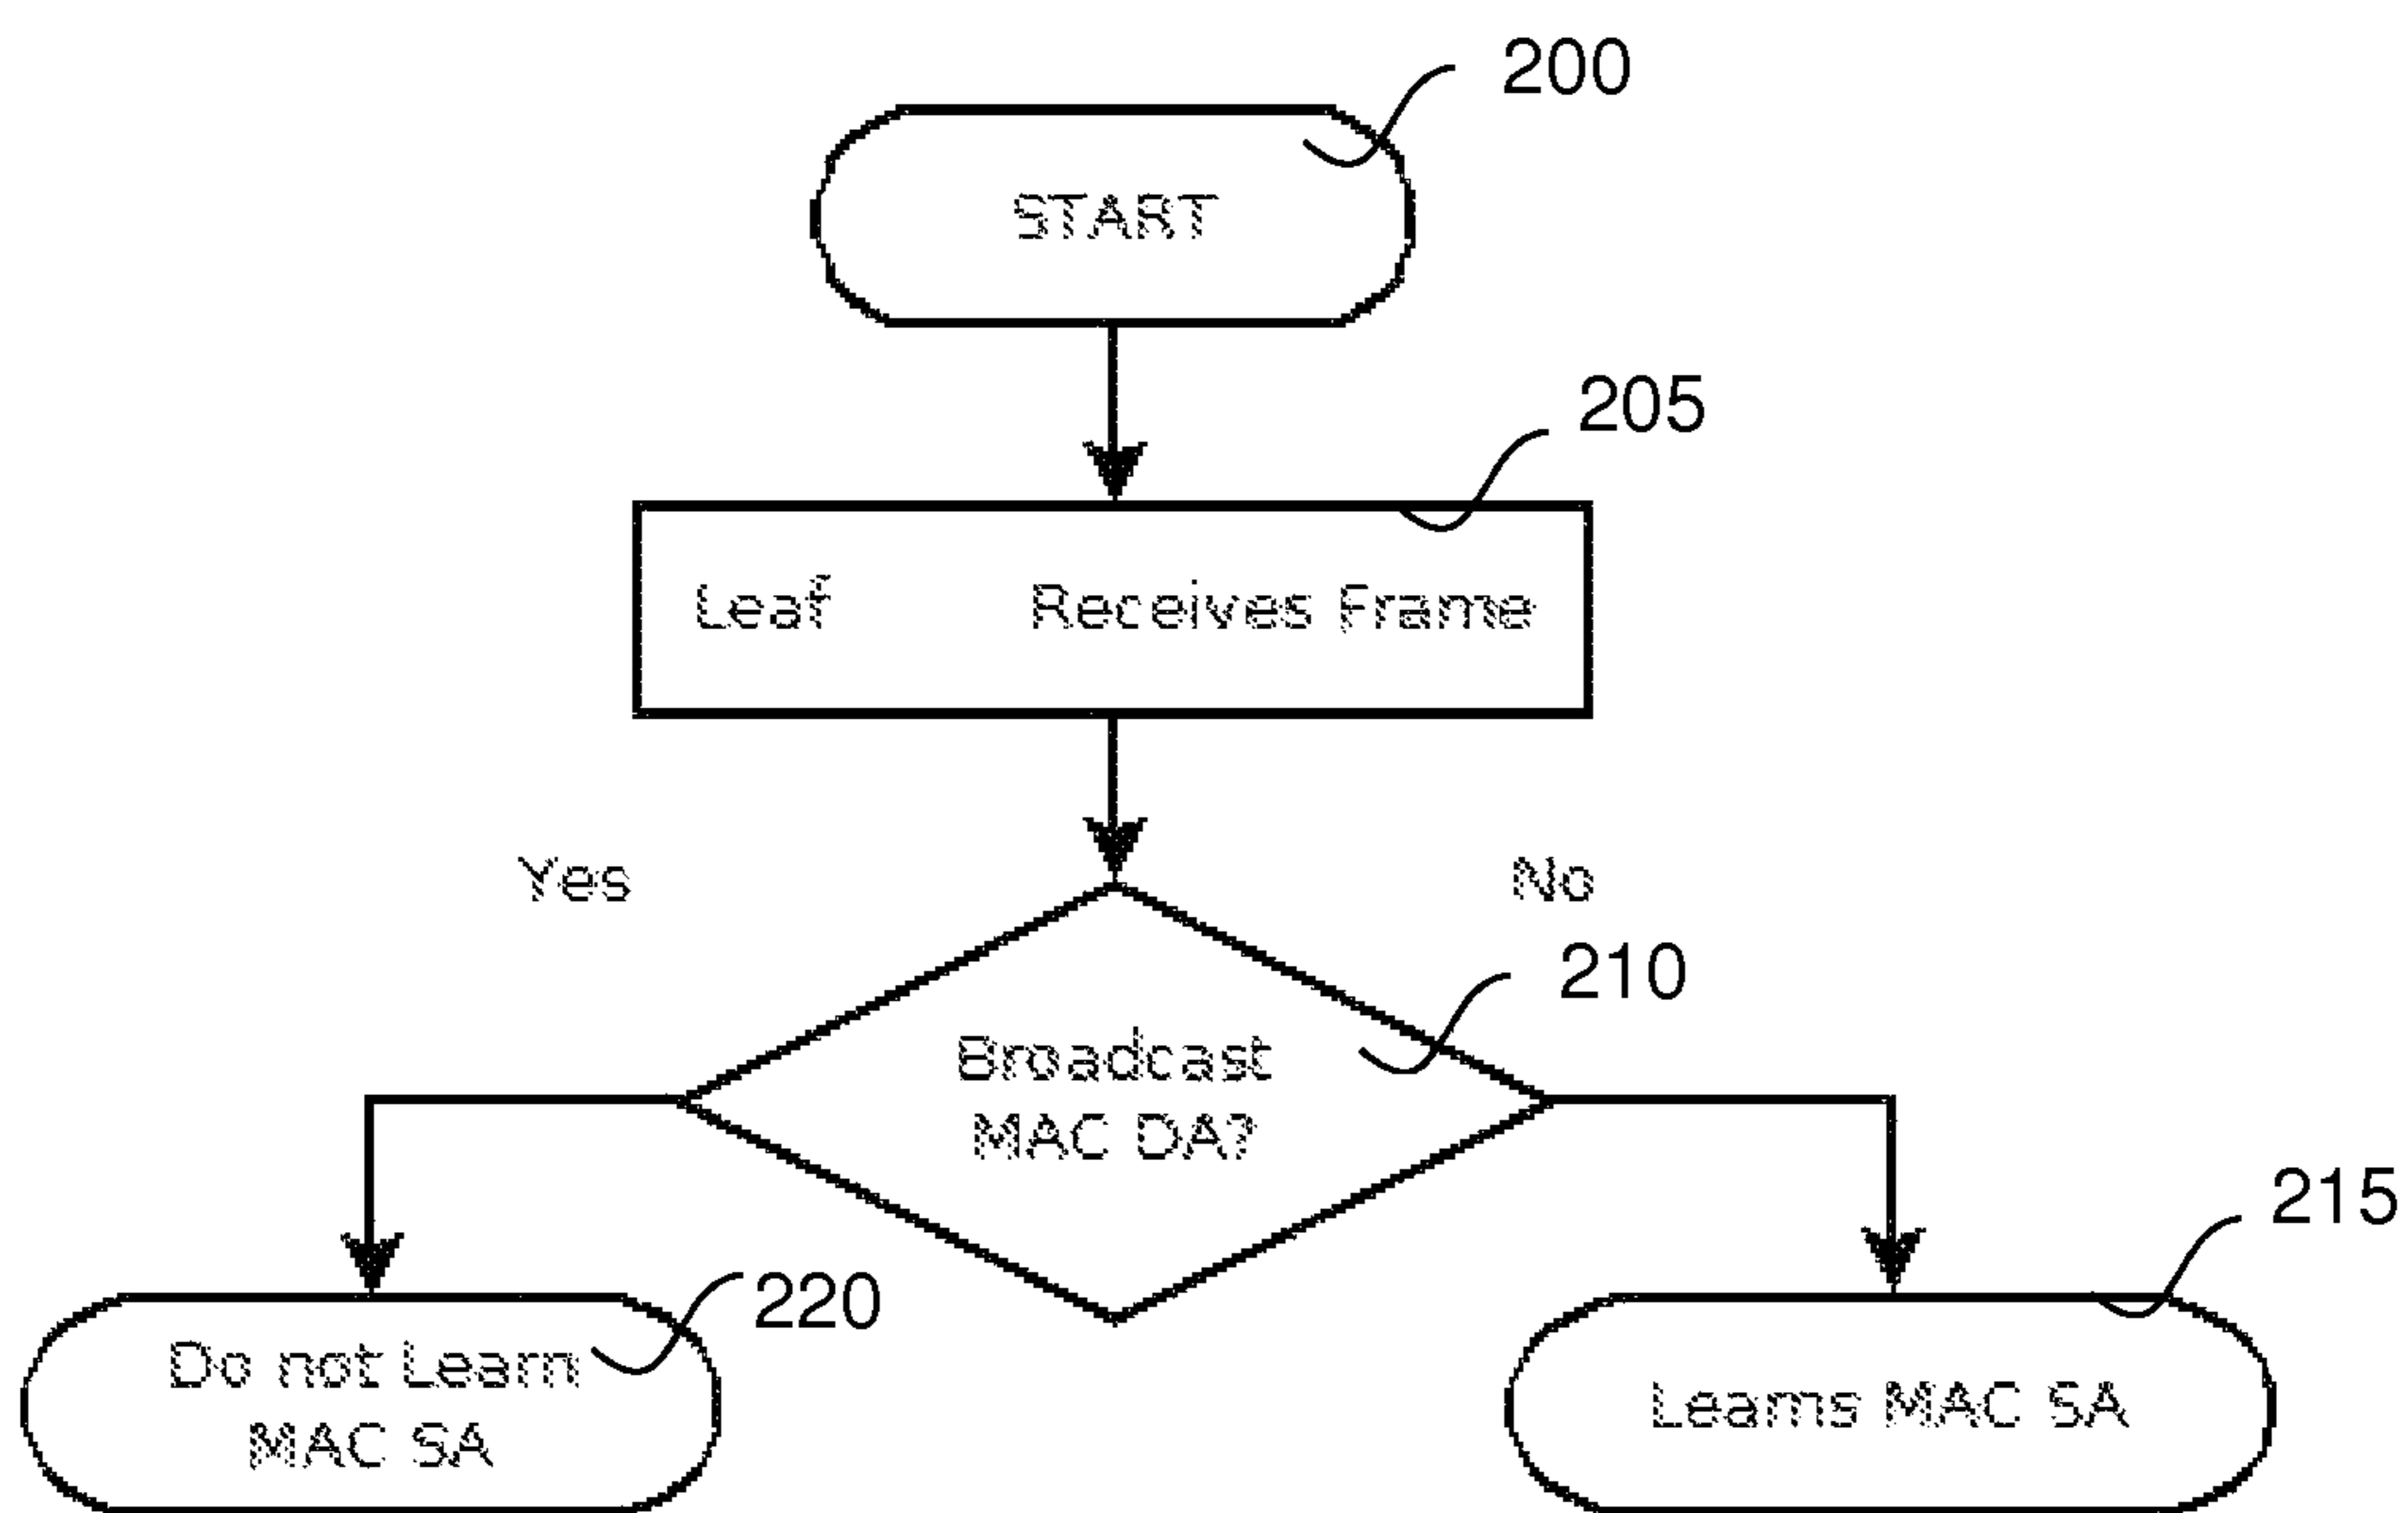 200
START
205
Leaf Receives Frame
Yes
No
210
Broadcast
MAC DA?
215
220
Do not Learn
MAC SA
Learns MAC SA